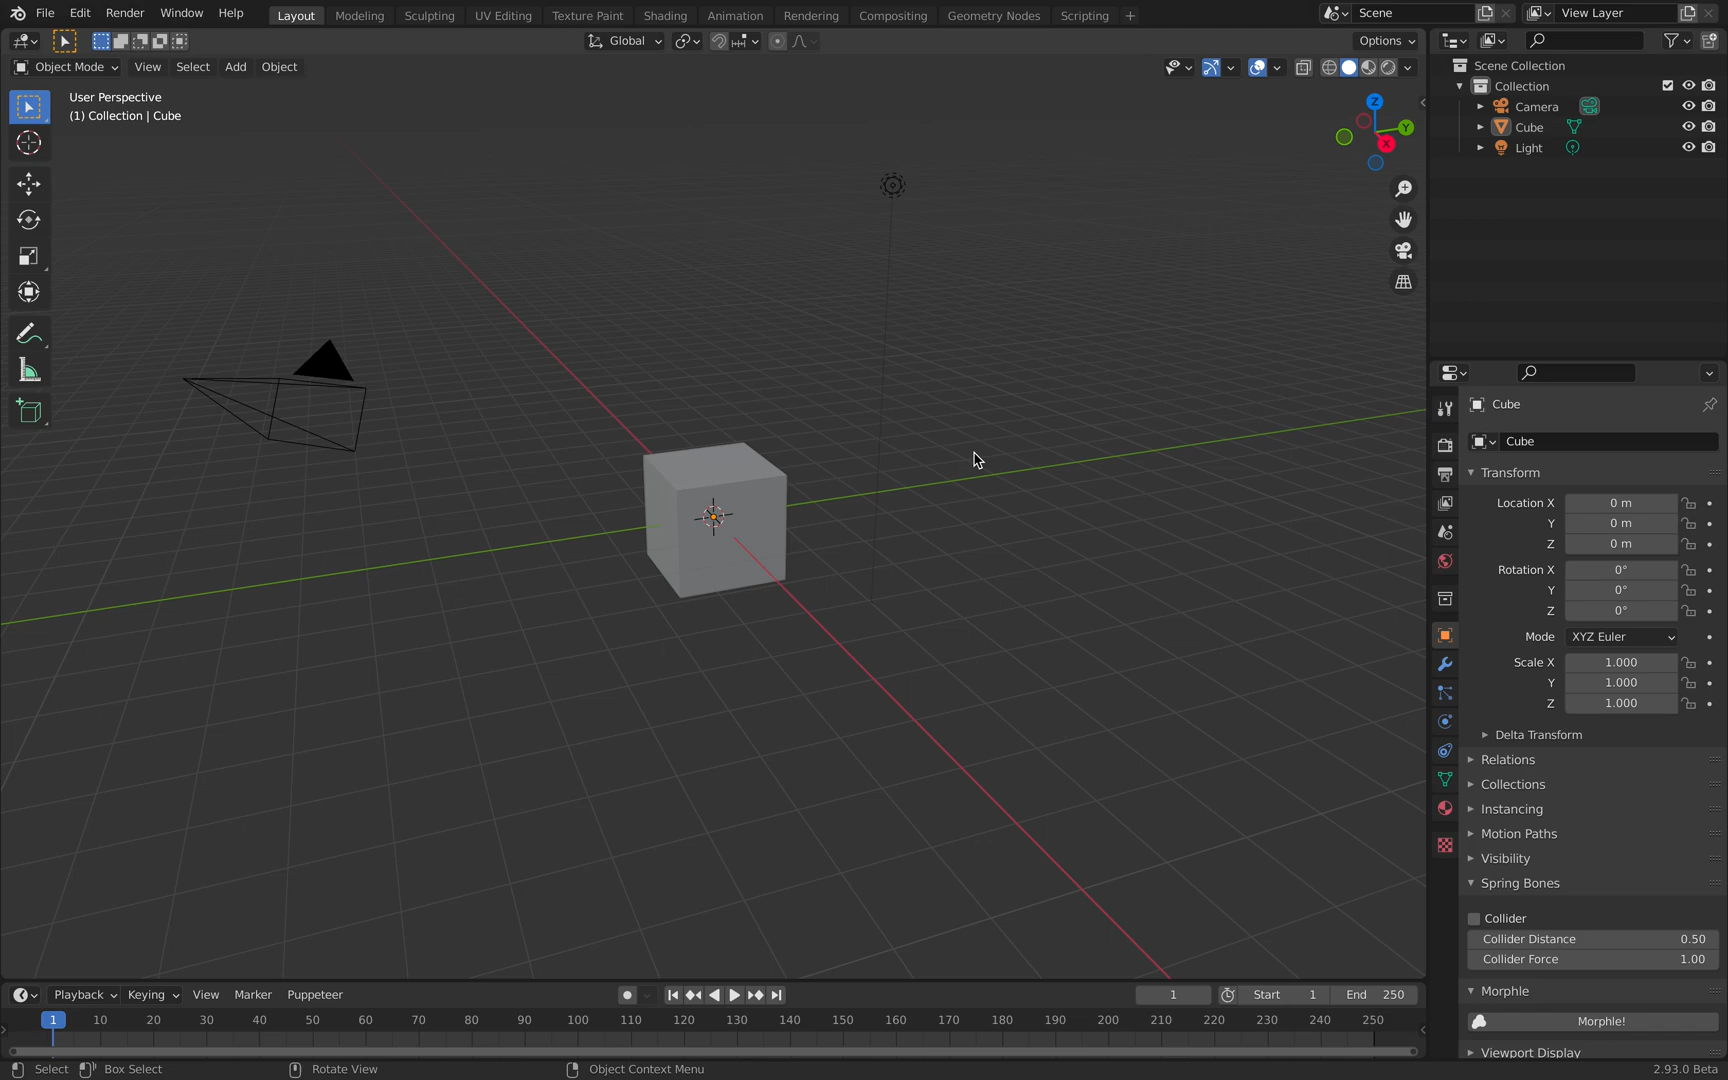 File Edit Render Window Help Layout Modeling Sculpting UV Editing Texture Paint Shading Animation Rendering Compositing Geometry Nodes Scripting + Scene View Layer
Global Options
Object Mode View Select Add Object
User Perspective
(1) Collection | Cube
Z
Y
X
Scene Collection
Collection
Camera
Cube
Light
Cube
Cube
Transform
Location X 0 m
Y 0 m
Z 0 m
Rotation X 0°
Y 0°
Z 0°
Mode XYZ Euler
Scale X 1.000
Y 1.000
Z 1.000
Delta Transform
Relations
Collections
Instancing
Motion Paths
Visibility
Spring Bones
Collider
Collider Distance 0.50
Collider Force 1.00
Morphle
Morphle!
Viewport Display
Playback Keying View Marker Puppeteer 1 Start 1 End 250
1 10 20 30 40 50 60 70 80 90 100 110 120 130 140 150 160 170 180 190 200 210 220 230 240 250
Select Box Select Rotate View Object Context Menu 2.93.0 Beta